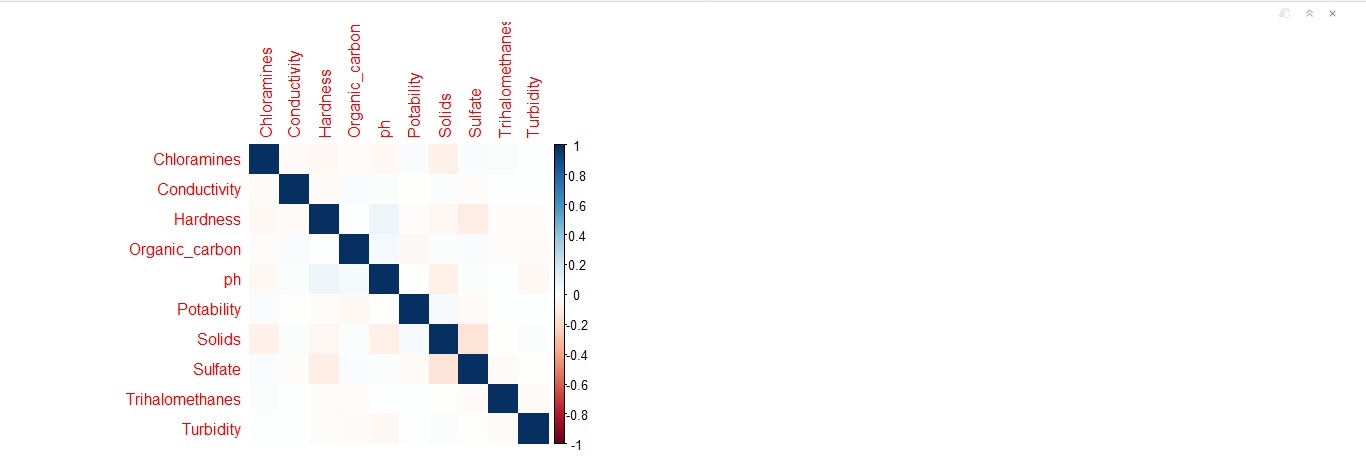 Chloramines
Conductivity
Hardness
Organic_carbon
ph
Potability
Solids
Sulfate
Trihalomethanes
Turbidity
Chloramines
Conductivity
Hardness
Organic_carbon
ph
Potability
Solids
Sulfate
Trihalomethanes
Turbidity
1
0.8
0.6
0.4
0.2
0
-0.2
-0.4
-0.6
-0.8
-1